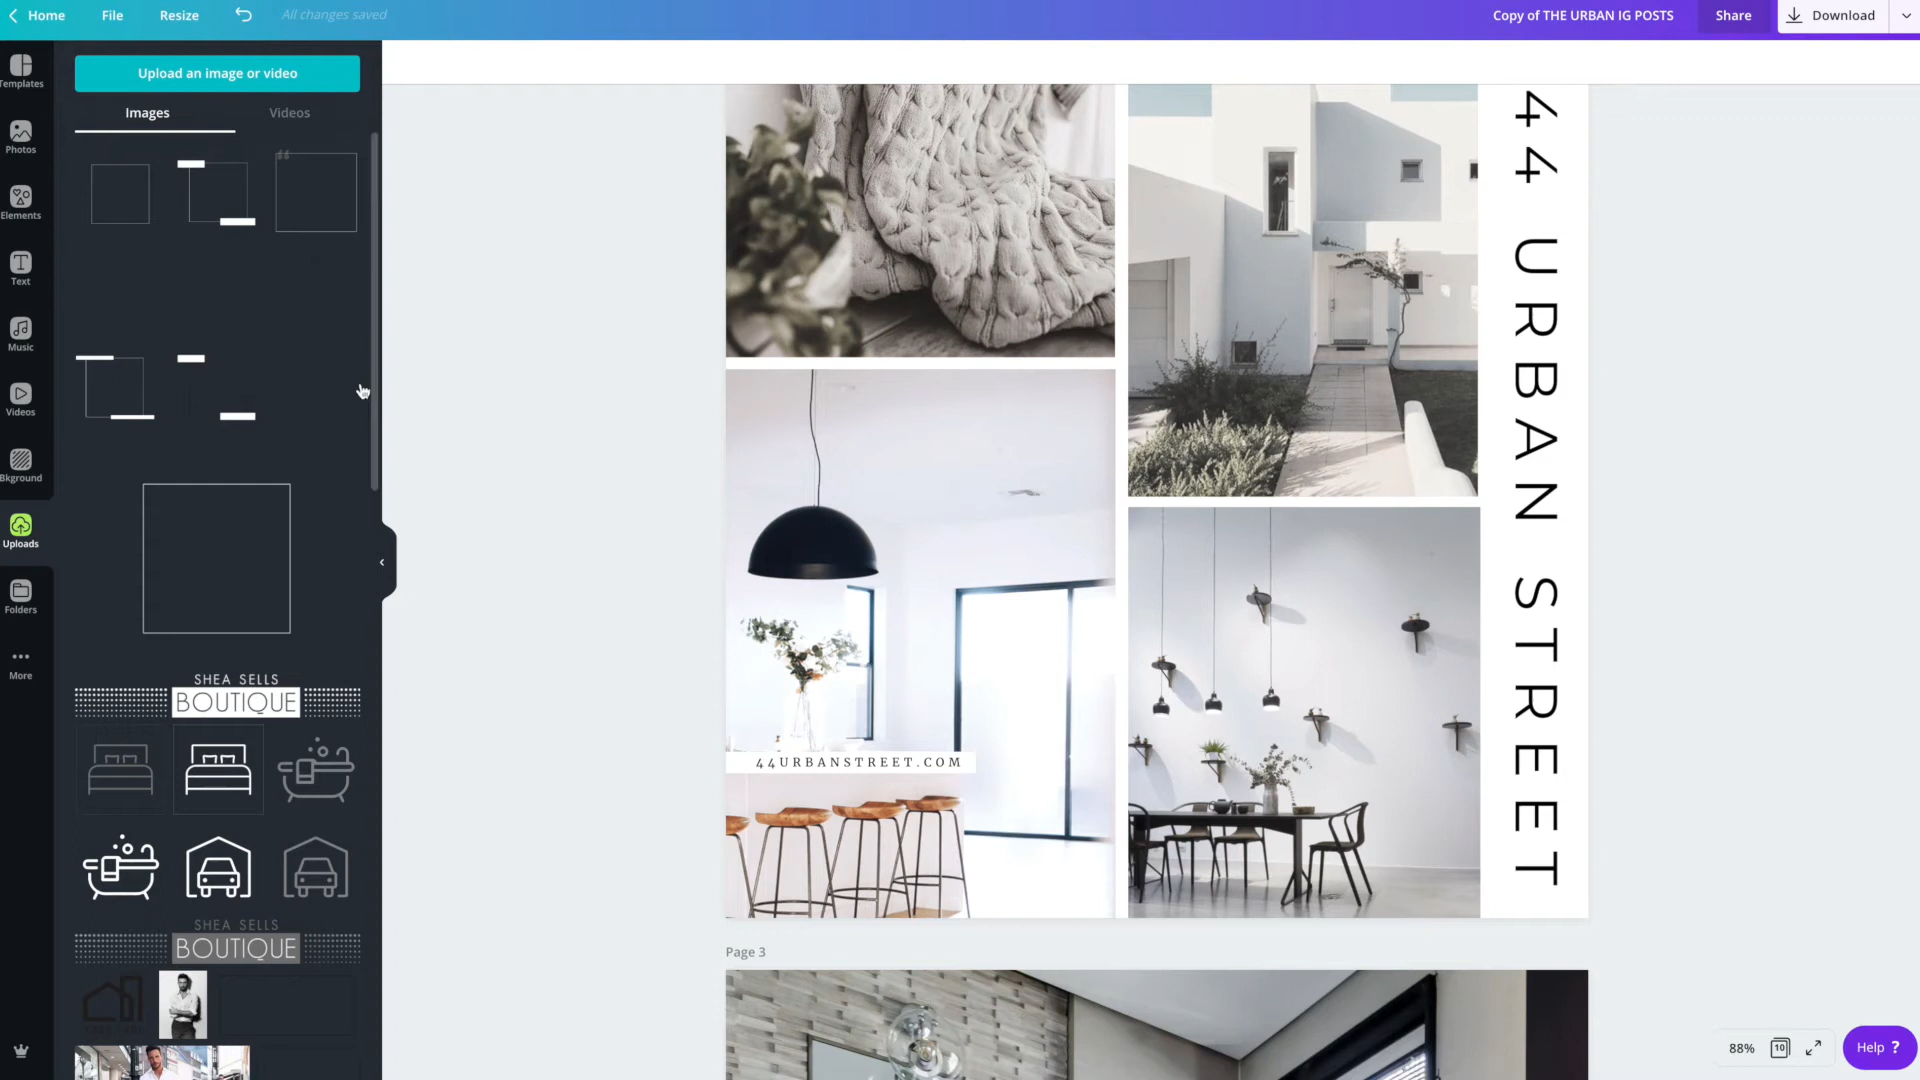 Home
File
Resize
All changes saved
Copy of THE URBAN IG POSTS
Share
Download
Templates
Photos
Elements
Text
Music
Videos
Bkground
Uploads
Folders
More
Upload an image or video
Images
Videos
SHEA SELLS
BOUTIQUE
SHEA SELLS
BOUTIQUE
44URBANSTREET.COM
44 URBAN STREET
Page 3
88%
10
Help ?